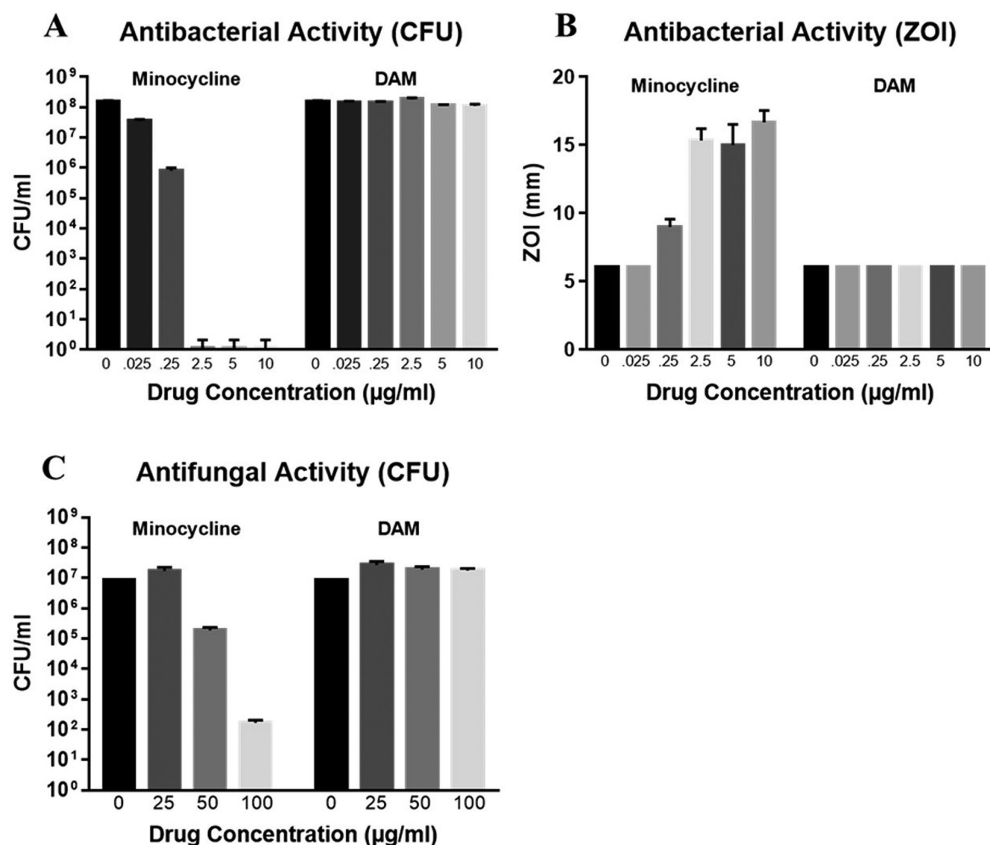 A Antibacterial Activity (CFU)
Minocycline DAM
CFU/ml
10⁹
10⁸
10⁷
10⁶
10⁵
10⁴
10³
10²
10¹
10⁰
0 .025 .25 2.5 5 10 0 .025 .25 2.5 5 10
Drug Concentration (µg/ml)
B Antibacterial Activity (ZOI)
Minocycline DAM
ZOI (mm)
20
15
10
5
0
0 .025 .25 2.5 5 10 0 .025 .25 2.5 5 10
Drug Concentration (µg/ml)
C Antifungal Activity (CFU)
Minocycline DAM
CFU/ml
10⁹
10⁸
10⁷
10⁶
10⁵
10⁴
10³
10²
10¹
10⁰
0 25 50 100 0 25 50 100
Drug Concentration (µg/ml)